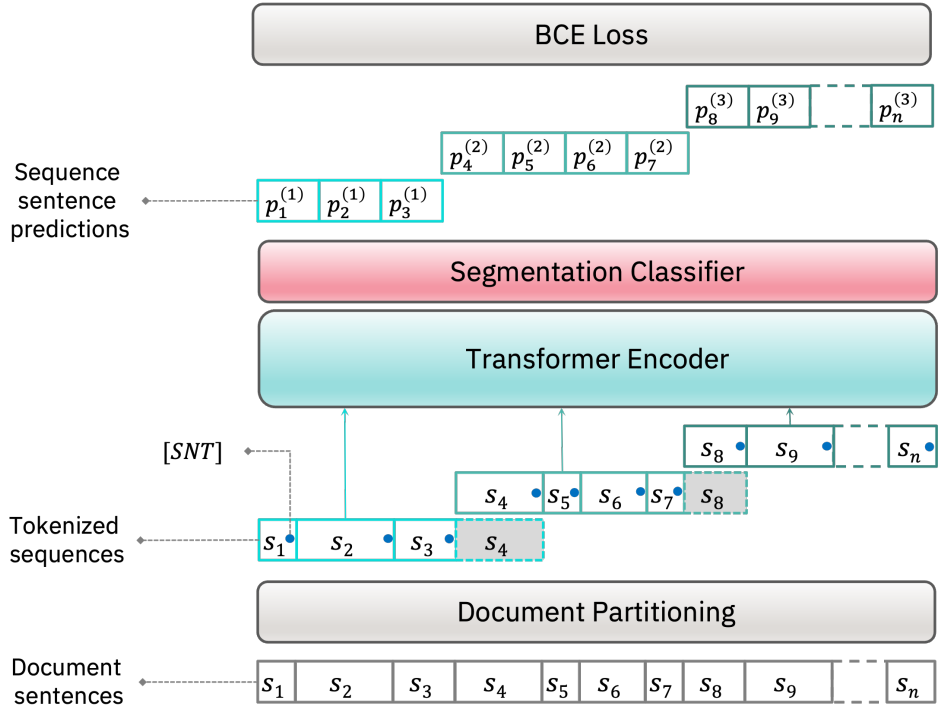 BCE Loss
p_8^{(3)} p_9^{(3)} p_n^{(3)}
p_4^{(2)} p_5^{(2)} p_6^{(2)} p_7^{(2)}
Sequence
sentence
predictions
p_1^{(1)} p_2^{(1)} p_3^{(1)}
Segmentation Classifier
Transformer Encoder
[SNT]
s_8 s_9 s_n
s_4 s_5 s_6 s_7 s_8
Tokenized
sequences
s_1 s_2 s_3 s_4
Document Partitioning
Document
sentences
s_1 s_2 s_3 s_4 s_5 s_6 s_7 s_8 s_9 s_n